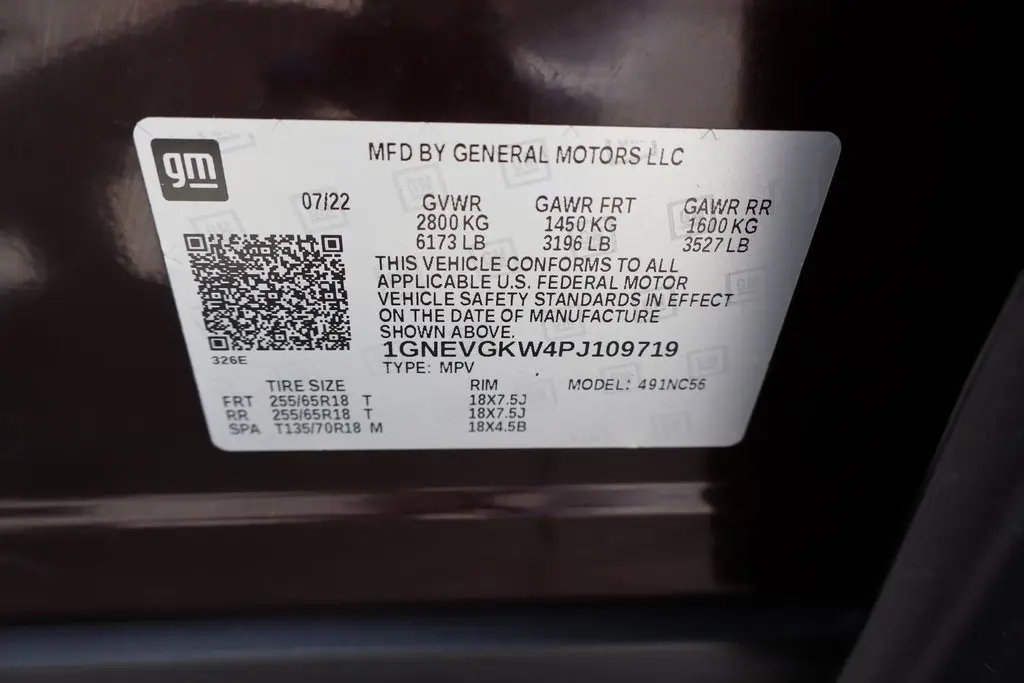 gm
MFD BY GENERAL MOTORS LLC
07/22
GVWR GAWR FRT GAWR RR
2800 KG 1450 KG 1600 KG
6173 LB 3196 LB 3527 LB
THIS VEHICLE CONFORMS TO ALL
APPLICABLE U.S. FEDERAL MOTOR
VEHICLE SAFETY STANDARDS IN EFFECT
ON THE DATE OF MANUFACTURE
SHOWN ABOVE.
1GNEVGKW4PJ109719
326E
TYPE: MPV
TIRE SIZE RIM MODEL: 491NC56
FRT 255/65R18 T 18X7.5J
RR 255/65R18 T 18X7.5J
SPA T135/70R18 M 18X4.5B